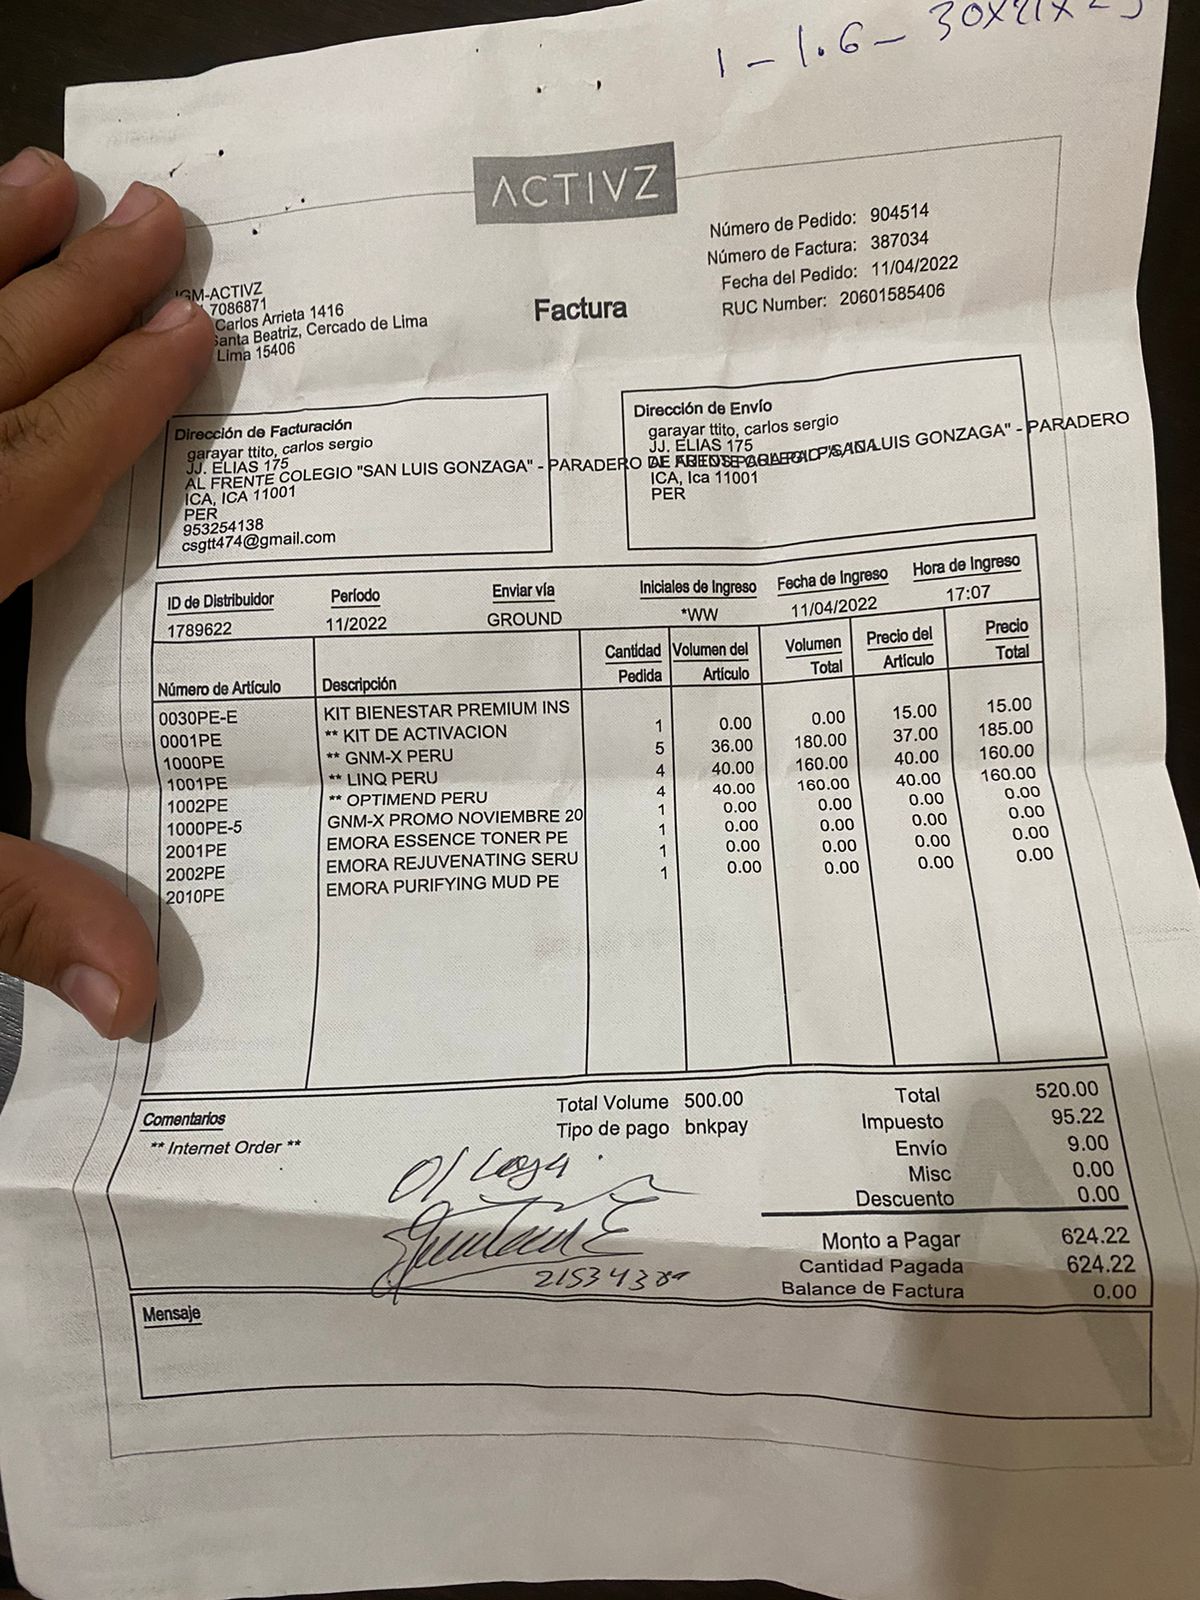 1 - 1.6 - 30X21X
ACTIVZ
Número de Pedido: 904514
Número de Factura: 387034
Fecha del Pedido: 11/04/2022
RUC Number: 20601585406
GM-ACTIVZ
7086871
Carlos Arrieta 1416
Santa Beatriz, Cercado de Lima
Lima 15406
Factura
Dirección de Facturación
garayar ttito, carlos sergio
JJ. ELIAS 175
AL FRENTE COLEGIO "SAN LUIS GONZAGA" - PARADERO DE
ICA, ICA 11001
PER
953254138
csgtt474@gmail.com
Dirección de Envío
garayar ttito, carlos sergio
JJ. ELIAS 175
LUIS GONZAGA" - PARADERO
ICA, Ica 11001
PER
ID de Distribuidor Período Enviar vía Iniciales de Ingreso Fecha de Ingreso Hora de Ingreso
1789622 11/2022 GROUND *WW 11/04/2022 17:07
Número de Artículo Descripción Cantidad Pedida Volumen del Artículo Volumen Total Precio del Artículo Precio Total
0030PE-E KIT BIENESTAR PREMIUM INS 1 0.00 0.00 15.00 15.00
0001PE ** KIT DE ACTIVACION 5 36.00 180.00 37.00 185.00
1000PE ** GNM-X PERU 4 40.00 160.00 40.00 160.00
1001PE ** LINQ PERU 4 40.00 160.00 40.00 160.00
1002PE ** OPTIMEND PERU 1 0.00 0.00 0.00 0.00
1000PE-5 GNM-X PROMO NOVIEMBRE 20 1 0.00 0.00 0.00 0.00
2001PE EMORA ESSENCE TONER PE 1 0.00 0.00 0.00 0.00
2002PE EMORA REJUVENATING SERU 1 0.00 0.00 0.00 0.00
2010PE EMORA PURIFYING MUD PE
Comentarios
** Internet Order **
Total Volume 500.00
Tipo de pago bnkpay
Total 520.00
Impuesto 95.22
Envío 9.00
Misc 0.00
Descuento 0.00
Monto a Pagar 624.22
Cantidad Pagada 624.22
Balance de Factura 0.00
01
Mensaje